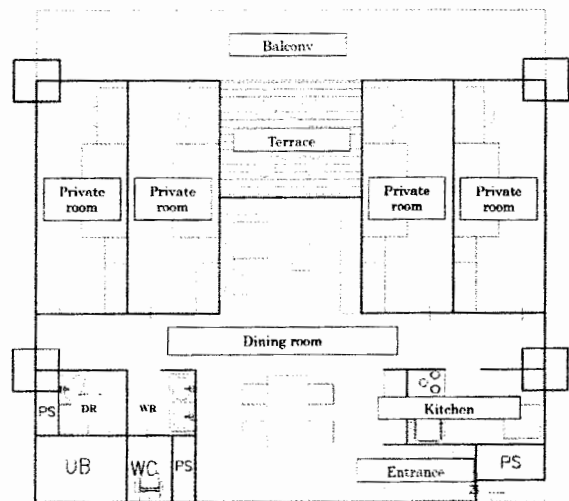 Balcony
Terrace
Private
room
Private
room
Private
room
Private
room
Dining room
PS
DR
WR
Kitchen
UB
WC
PS
Entrance
PS